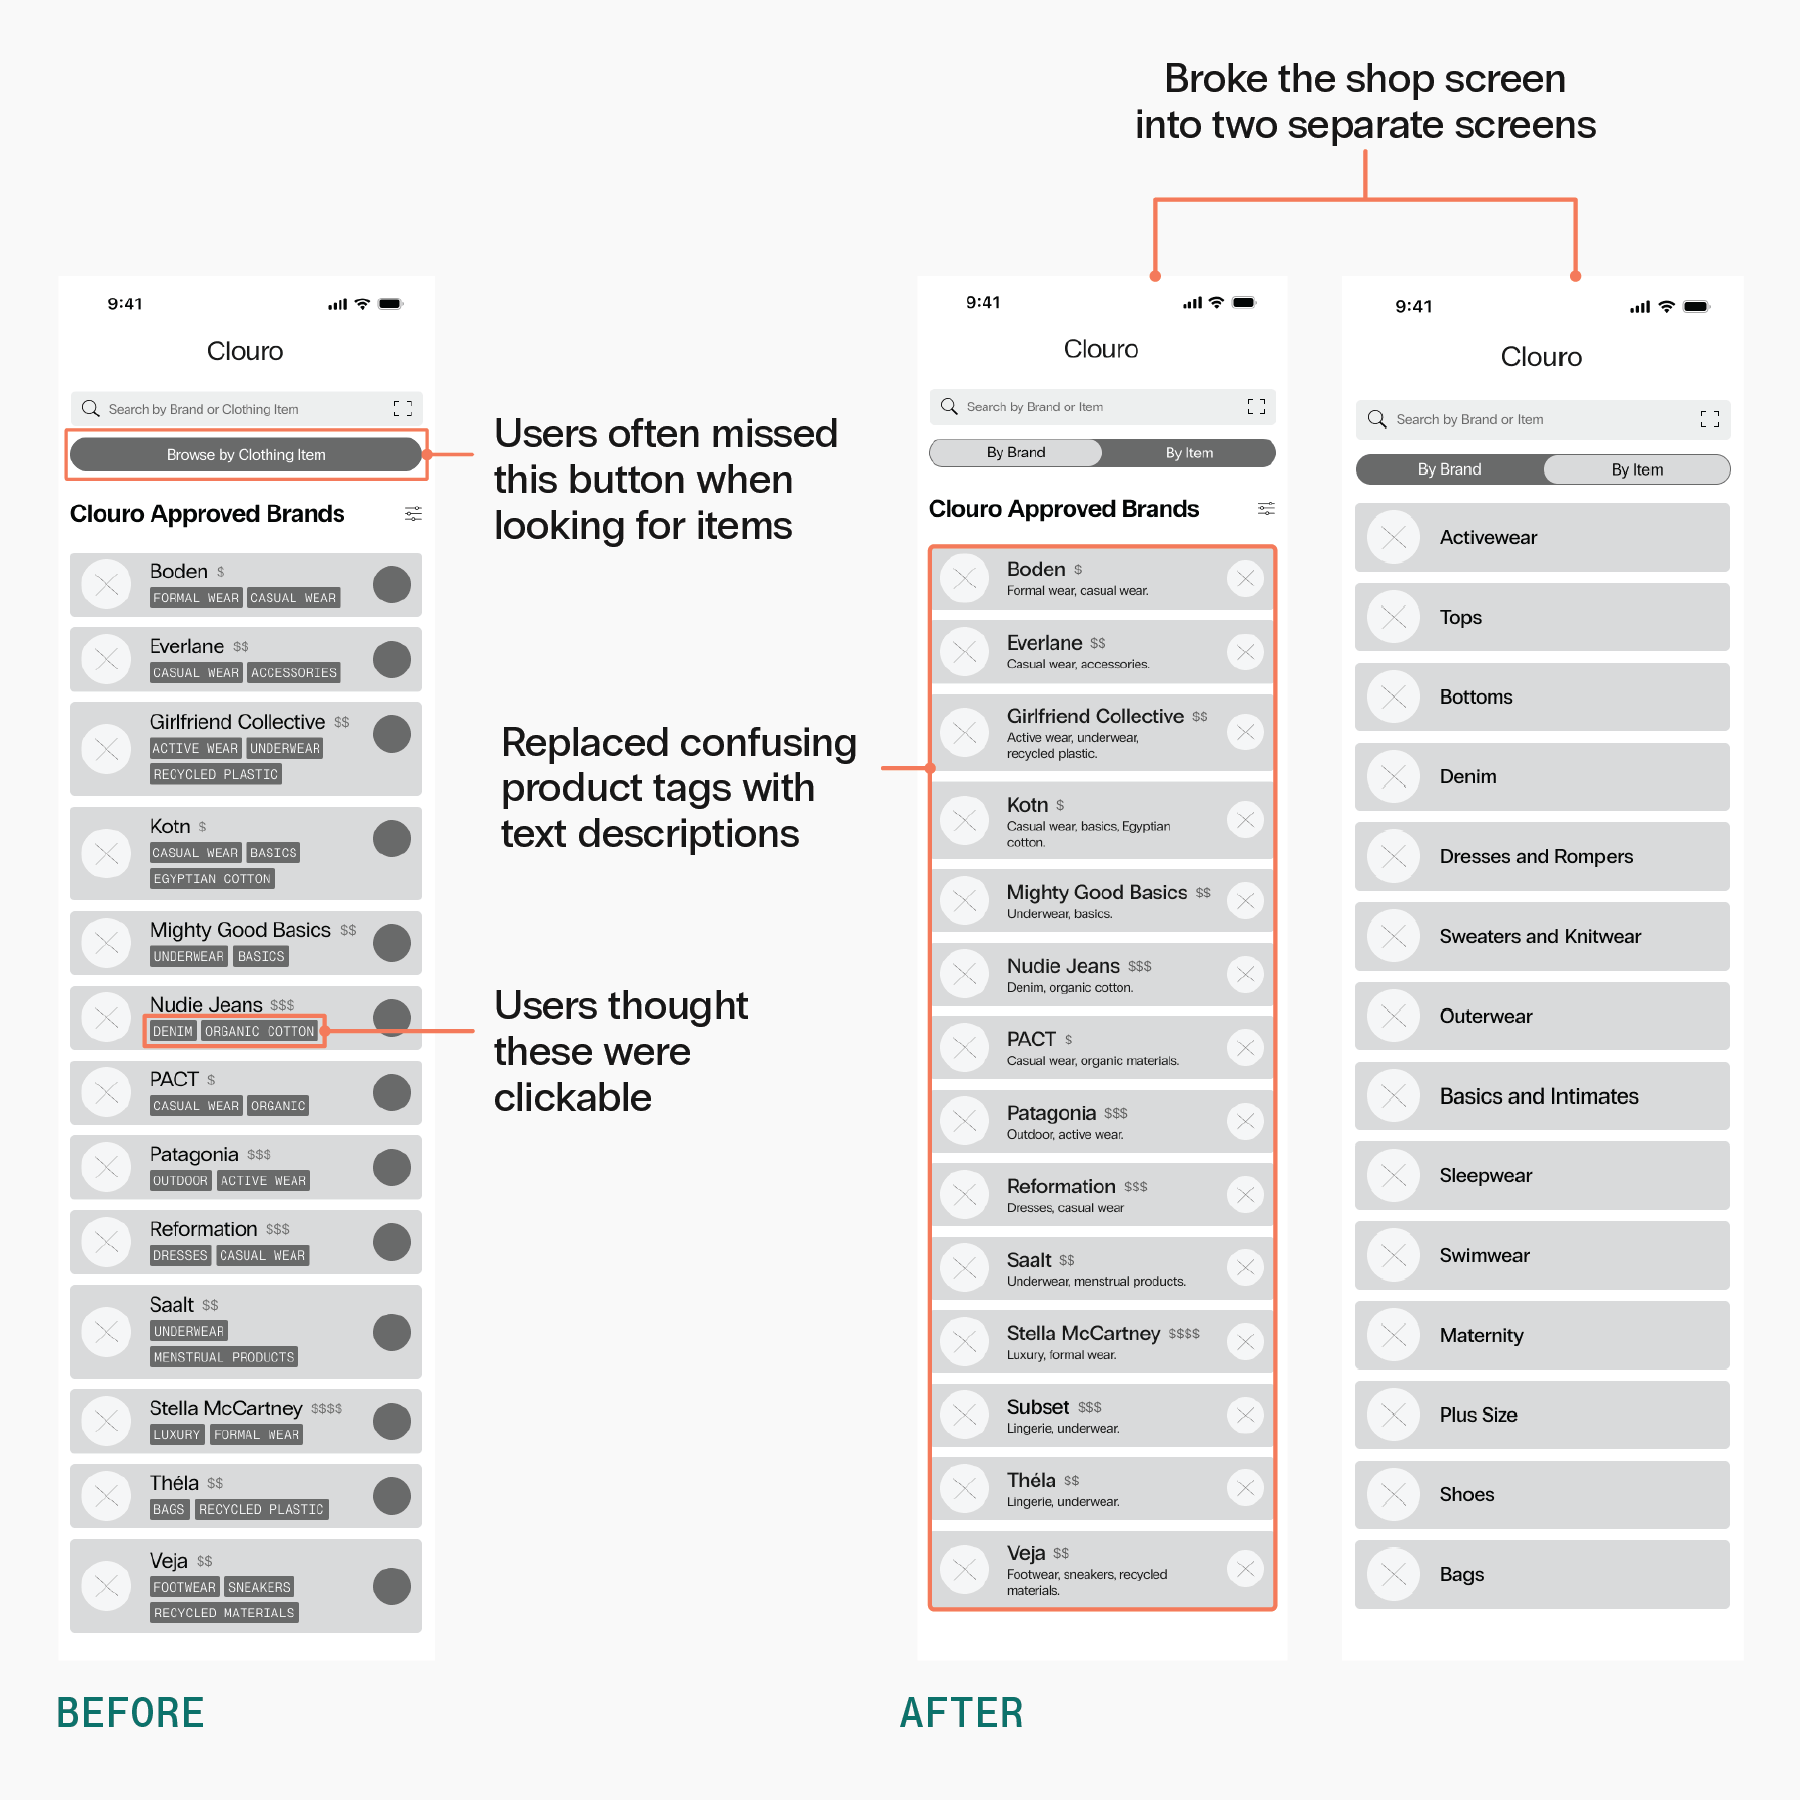 Broke the shop screen
into two separate screens
9:41
Clouro
Search by Brand or Clothing Item
Browse by Clothing Item
Clouro Approved Brands
Boden $
FORMAL WEAR CASUAL WEAR
Everlane $$
CASUAL WEAR ACCESSORIES
Girlfriend Collective $$
ACTIVE WEAR UNDERWEAR
RECYCLED PLASTIC
Kotn $
CASUAL WEAR BASICS
EGYPTIAN COTTON
Mighty Good Basics $$
UNDERWEAR BASICS
Nudie Jeans $$$
DENIM ORGANIC COTTON
PACT $
CASUAL WEAR ORGANIC
Patagonia $$$
OUTDOOR ACTIVE WEAR
Reformation $$$
DRESSES CASUAL WEAR
Saalt $$
UNDERWEAR
MENSTRUAL PRODUCTS
Stella McCartney $$$$
LUXURY FORMAL WEAR
Théla $$
BAGS RECYCLED PLASTIC
Veja $$
FOOTWEAR SNEAKERS
RECYCLED MATERIALS
BEFORE
Users often missed
this button when
looking for items
Replaced confusing
product tags with
text descriptions
Users thought
these were
clickable
9:41
Clouro
Search by Brand or Item
By Brand By Item
Clouro Approved Brands
Boden $
Formal wear, casual wear.
Everlane $$
Casual wear, accessories.
Girlfriend Collective $$
Active wear, underwear,
recycled plastic.
Kotn $
Casual wear, basics, Egyptian
cotton.
Mighty Good Basics $$
Underwear, basics.
Nudie Jeans $$$
Denim, organic cotton.
PACT $
Casual wear, organic materials.
Patagonia $$$
Outdoor, active wear.
Reformation $$$
Dresses, casual wear
Saalt $$
Underwear, menstrual products.
Stella McCartney $$$$
Luxury, formal wear.
Subset $$$
Lingerie, underwear.
Théla $$
Lingerie, underwear.
Veja $$
Footwear, sneakers, recycled
materials.
AFTER
9:41
Clouro
Search by Brand or Item
By Brand By Item
Activewear
Tops
Bottoms
Denim
Dresses and Rompers
Sweaters and Knitwear
Outerwear
Basics and Intimates
Sleepwear
Swimwear
Maternity
Plus Size
Shoes
Bags